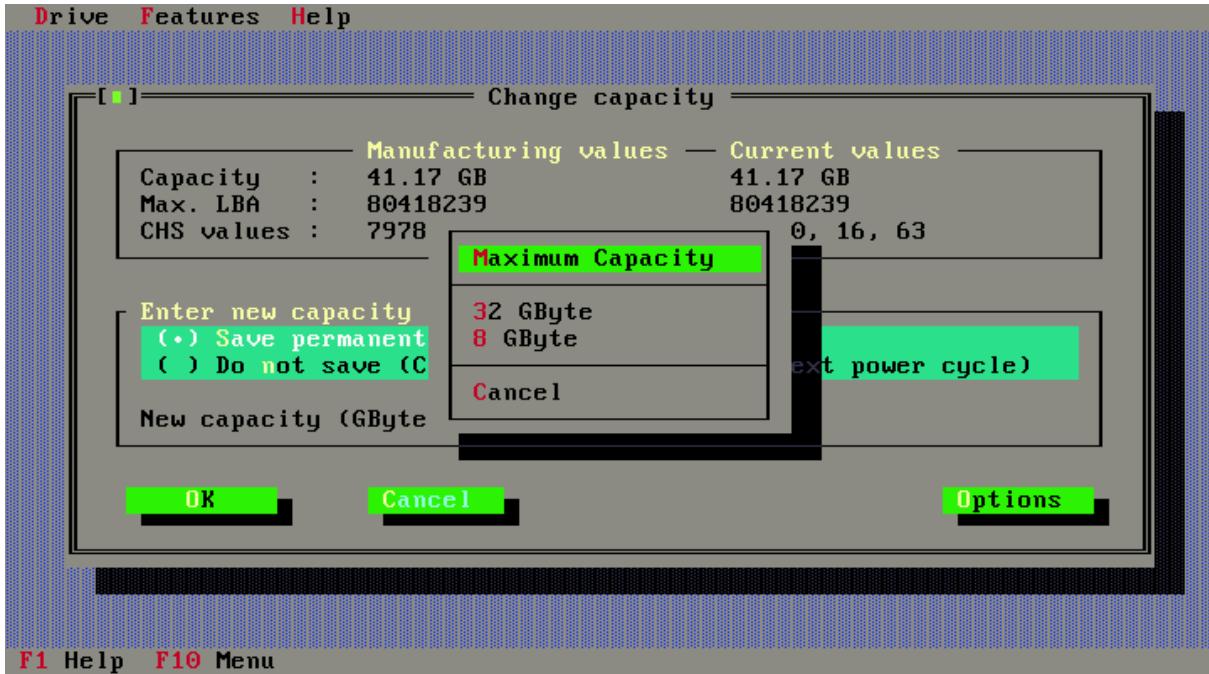 Drive Features Help
Change capacity
Manufacturing values Current values
Capacity : 41.17 GB 41.17 GB
Max. LBA : 80418239 80418239
CHS values : 7978 0, 16, 63
Maximum Capacity
Enter new capacity
32 GByte
(•) Save permanent
8 GByte
( ) Do not save (C ext power cycle)
Cancel
New capacity (GByte
OK Cancel Options
F1 Help F10 Menu